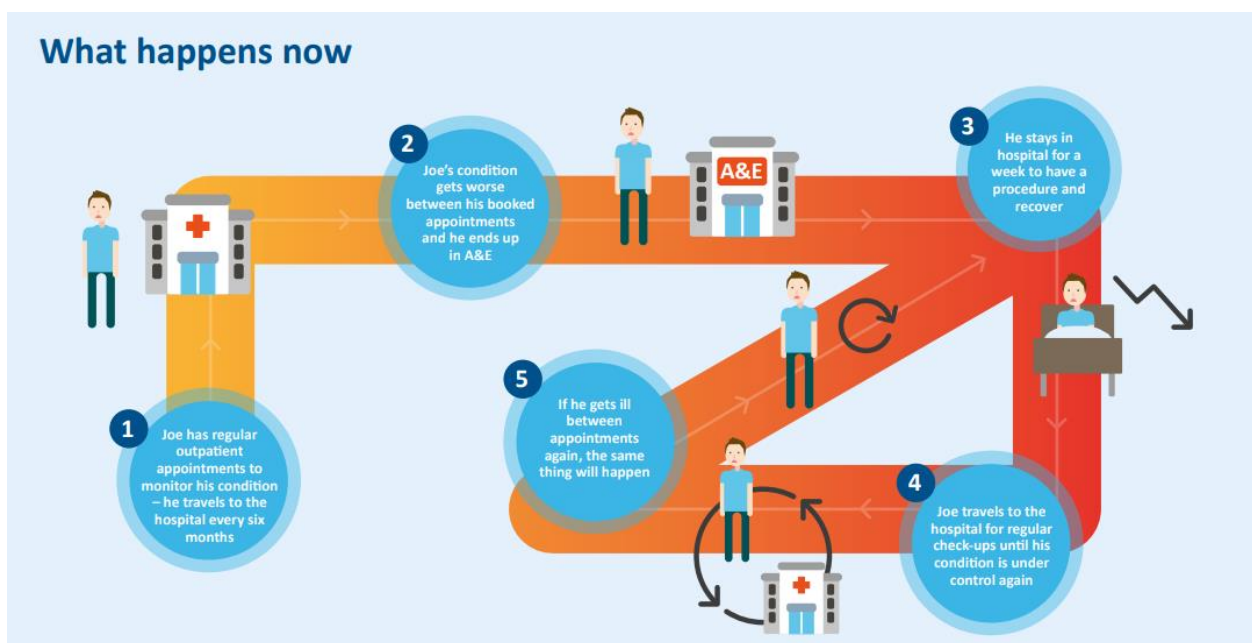 What happens now
1
Joe has regular
outpatient
appointments to
monitor his condition
– he travels to the
hospital every six
months
2
Joe’s condition
gets worse
between his booked
appointments
and he ends up
in A&E
A&E
3
He stays in
hospital for a
week to have a
procedure and
recover
4
Joe travels to the
hospital for regular
check-ups until his
condition is under
control again
5
If he gets ill
between
appointments
again, the same
thing will happen